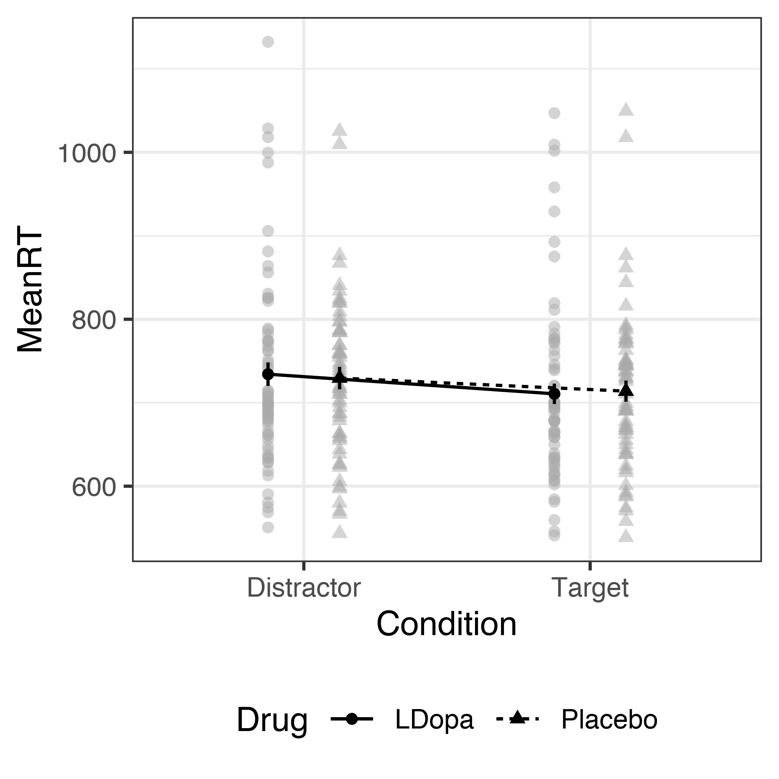 MeanRT
1000
800
600
Distractor Target
Condition
Drug LDopa Placebo